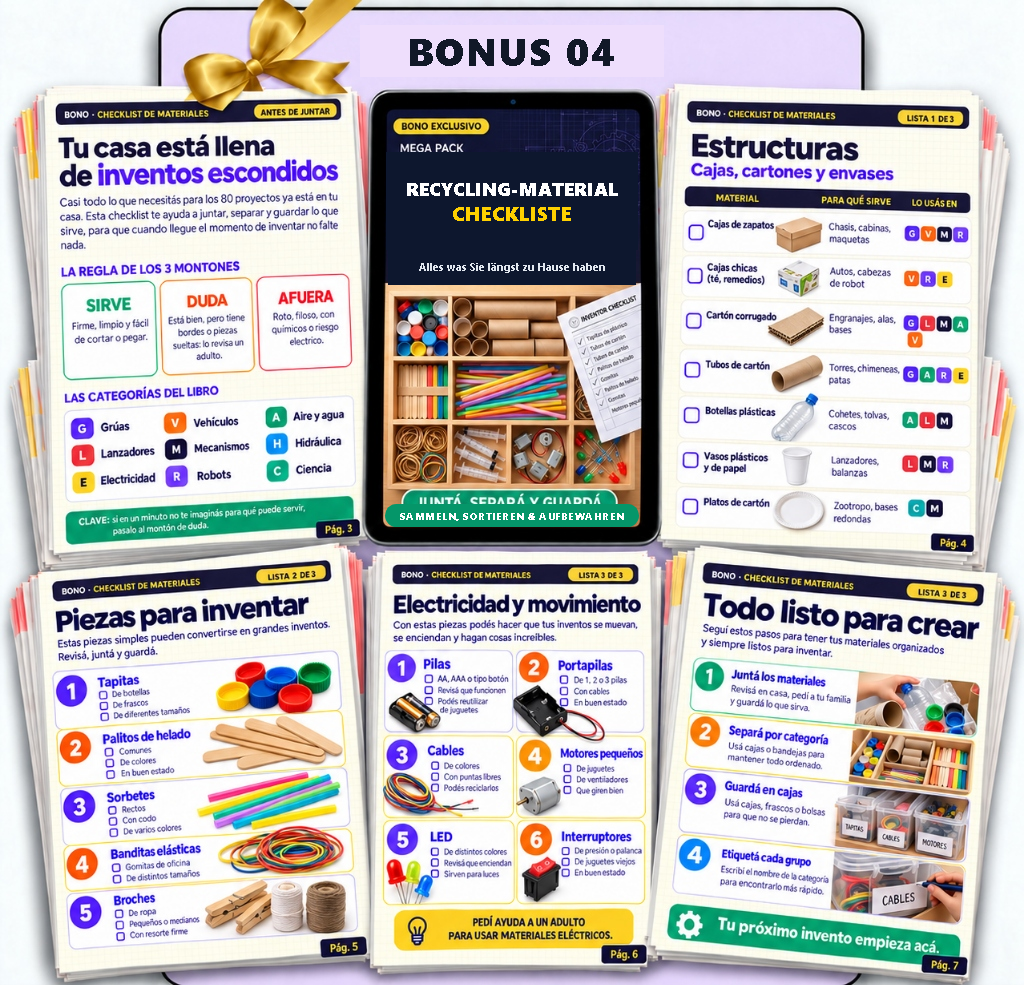 BONUS 04
BONO · CHECKLIST DE MATERIALES
ANTES DE JUNTAR
Tu casa está llena
de inventos escondidos
Casi todo lo que necesitás para los 80 proyectos ya está en tu
casa. Esta checklist te ayuda a juntar, separar y guardar lo que
sirve, para que cuando llegue el momento de inventar no falte
nada.
LA REGLA DE LOS 3 MONTONES
SIRVE
Firme, limpio y fácil
de cortar o pegar.
DUDA
Está bien, pero tiene
bordes o piezas
sueltas: lo revisa un
adulto.
AFUERA
Roto, filoso, con
químicos o riesgo
electrico.
LAS CATEGORÍAS DEL LIBRO
G Grúas
V Vehículos
A Aire y agua
L Lanzadores
M Mecanismos
H Hidráulica
E Electricidad
R Robots
C Ciencia
CLAVE: si en un minuto no te imaginás para qué puede servir,
pasalo al montón de duda.
Pág. 3
BONO EXCLUSIVO
MEGA PACK
RECYCLING-MATERIAL
CHECKLISTE
Alles was Sie längst zu Hause haben
INVENTOR CHECKLIST
Tapitas de plástico
Tubos de cartón
Tubos de cartón
Palitos de helado
Gomitas
Palitos de helado
Gomitas
Motores
JUNTÁ, SEPARÁ Y GUARDÁ
SAMMELN, SORTIEREN & AUFBEWAHREN
BONO · CHECKLIST DE MATERIALES
LISTA 1 DE 3
Estructuras
Cajas, cartones y envases
MATERIAL PARA QUÉ SIRVE LO USÁS EN
Cajas de zapatos
Chasis, cabinas,
maquetas
G V M R
Cajas chicas
(té, remedios)
Autos, cabezas
de robot
V R E
Cartón corrugado
Engranajes, alas,
bases
G L M A
V
Tubos de cartón
Torres, chimeneas,
patas
G A R E
Botellas plásticas
Cohetes, tolvas,
cascos
A L M
Vasos plásticos
y de papel
Lanzadores,
balanzas
L M R
Platos de cartón
Zootropo, bases
redondas
C M
Pág. 4
BONO · CHECKLIST DE MATERIALES
LISTA 2 DE 3
Piezas para inventar
Estas piezas simples pueden convertirse en grandes inventos.
Revisá, juntá y guardá.
1 Tapitas
De botellas
De frascos
De diferentes tamaños
2 Palitos de helado
Comunes
De colores
En buen estado
3 Sorbetes
Rectos
Con codo
De varios colores
4 Banditas elásticas
Gomitas de oficina
De distintos tamaños
5 Broches
De ropa
Pequeños o medianos
Con resorte firme
Pág. 5
BONO · CHECKLIST DE MATERIALES
LISTA 3 DE 3
Electricidad y movimiento
Con estas piezas podés hacer que tus inventos se muevan,
se enciendan y hagan cosas increíbles.
1 Pilas
AA, AAA o tipo botón
Revisá que funcionen
Podés reutilizar
de juguetes
2 Portapilas
De 1, 2 o 3 pilas
Con cables
En buen estado
3 Cables
De colores
Con puntas libres
Podés reciclarlos
4 Motores pequeños
De juguetes
De ventiladores
Que giren bien
5 LED
De distintos colores
Revisá que enciendan
Sirven para luces
6 Interruptores
De presión o palanca
De juguetes viejos
En buen estado
PEDÍ AYUDA A UN ADULTO
PARA USAR MATERIALES ELÉCTRICOS.
Pág. 6
BONO · CHECKLIST DE MATERIALES
LISTA 3 DE 3
Todo listo para crear
Seguí estos pasos para tener tus materiales organizados
y siempre listos para inventar.
1 Juntá los materiales
Revisá en casa, pedí a tu familia
y guardá lo que sirva.
2 Separá por categoría
Usá cajas o bandejas para
mantener todo ordenado.
3 Guardá en cajas
Usá cajas, frascos o bolsas
para que no se pierdan.
TAPITAS
CABLES
MOTORES
4 Etiquetá cada grupo
Escribí el nombre de la categoría
para encontrarlo más rápido.
CABLES
Tu próximo invento empieza acá.
Pág. 7